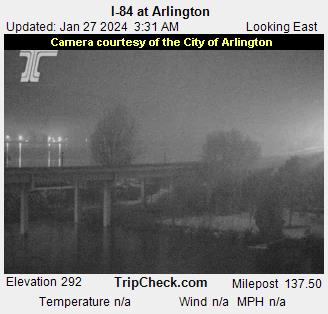 I-84 at Arlington
Updated: Jan 27 2024 3:31 AM Looking East
Camera courtesy of the City of Arlington
Elevation 292 TripCheck.com Milepost 137.50
Temperature n/a Wind n/a MPH n/a